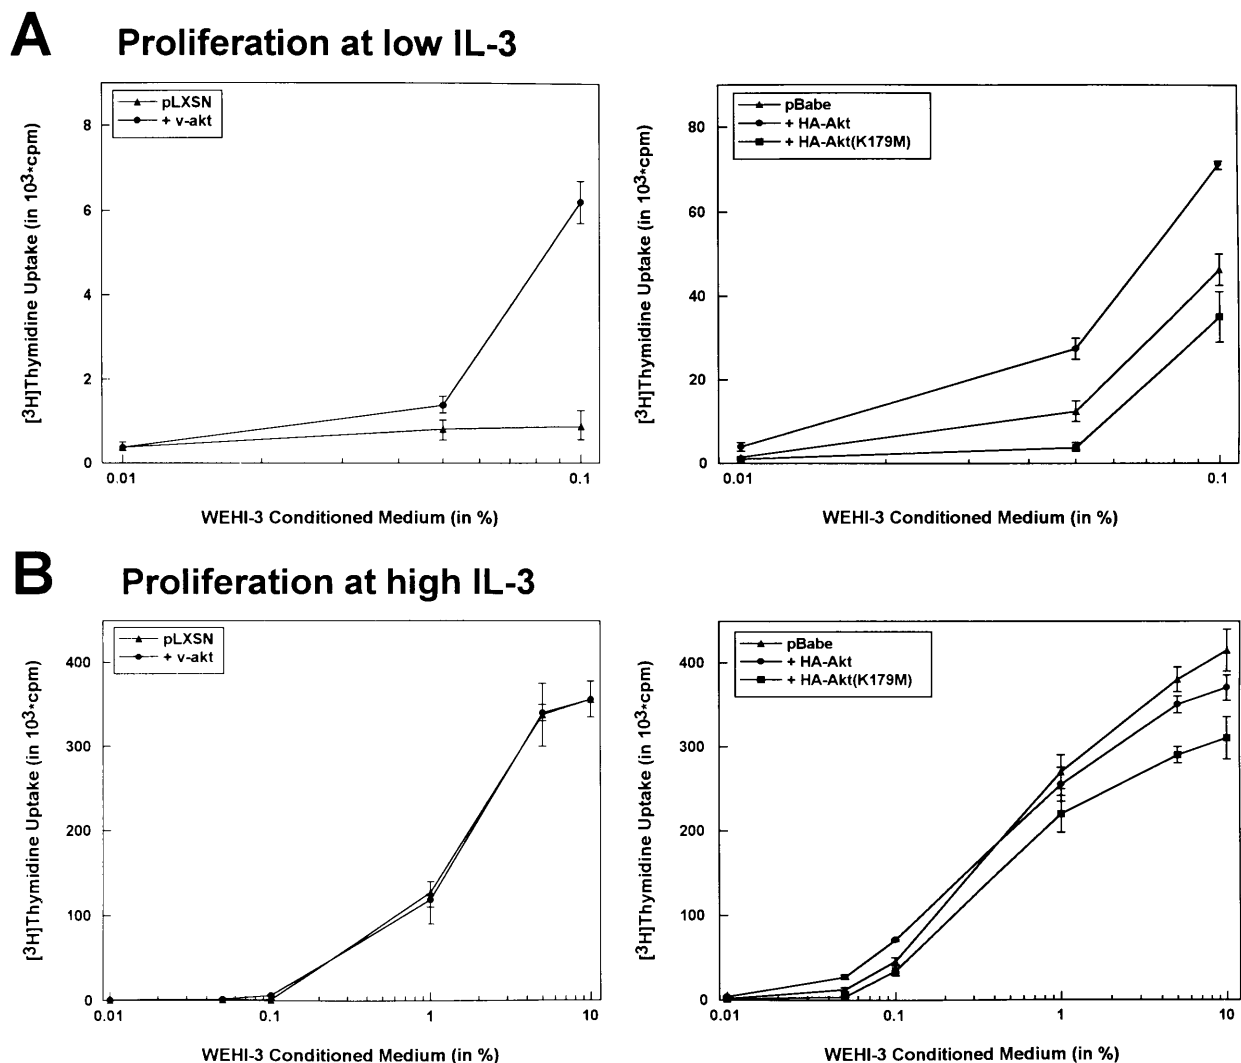 A Proliferation at low IL-3
pLXSN
+ v-akt
[3H]Thymidine Uptake (in 103*cpm)
8
6
4
2
0
0.01 0.1
WEHI-3 Conditioned Medium (in %)
pBabe
+ HA-Akt
+ HA-Akt(K179M)
[3H]Thymidine Uptake (in 103*cpm)
80
60
40
20
0
0.01 0.1
WEHI-3 Conditioned Medium (in %)
B Proliferation at high IL-3
pLXSN
+ v-akt
[3H]Thymidine Uptake (in 103*cpm)
400
300
200
100
0
0.01 0.1 1 10
WEHI-3 Conditioned Medium (in %)
pBabe
+ HA-Akt
+ HA-Akt(K179M)
[3H]Thymidine Uptake (in 103*cpm)
400
300
200
100
0
0.01 0.1 1 10
WEHI-3 Conditioned Medium (in %)